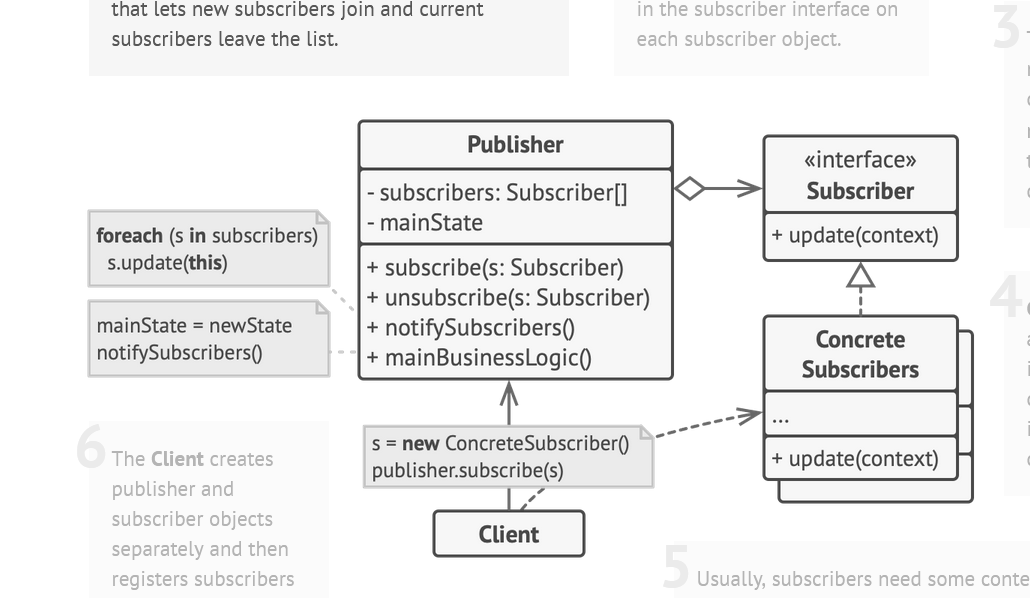 that lets new subscribers join and current
subscribers leave the list.
in the subscriber interface on
each subscriber object.
3
Publisher
- subscribers: Subscriber[]
- mainState
+ subscribe(s: Subscriber)
+ unsubscribe(s: Subscriber)
+ notifySubscribers()
+ mainBusinessLogic()
«interface»
Subscriber
+ update(context)
foreach (s in subscribers)
s.update(this)
mainState = newState
notifySubscribers()
4
Concrete
Subscribers
...
+ update(context)
s = new ConcreteSubscriber()
publisher.subscribe(s)
Client
6
The Client creates
publisher and
subscriber objects
separately and then
registers subscribers
5
Usually, subscribers need some conte